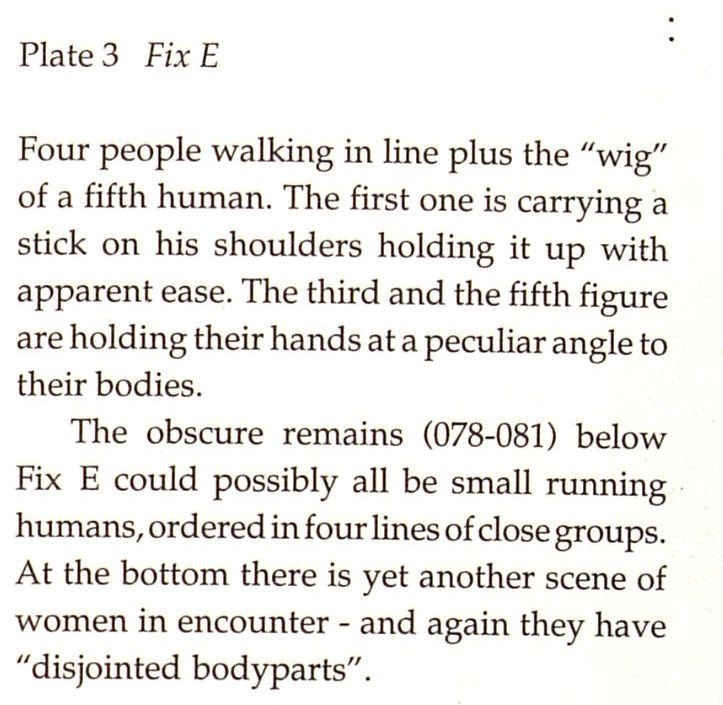 Plate 3 Fix E
Four people walking in line plus the “wig”
of a fifth human. The first one is carrying a
stick on his shoulders holding it up with
apparent ease. The third and the fifth figure
are holding their hands at a peculiar angle to
their bodies.
The obscure remains (078-081) below
Fix E could possibly all be small running
humans, ordered in four lines of close groups.
At the bottom there is yet another scene of
women in encounter - and again they have
“disjointed bodyparts”.